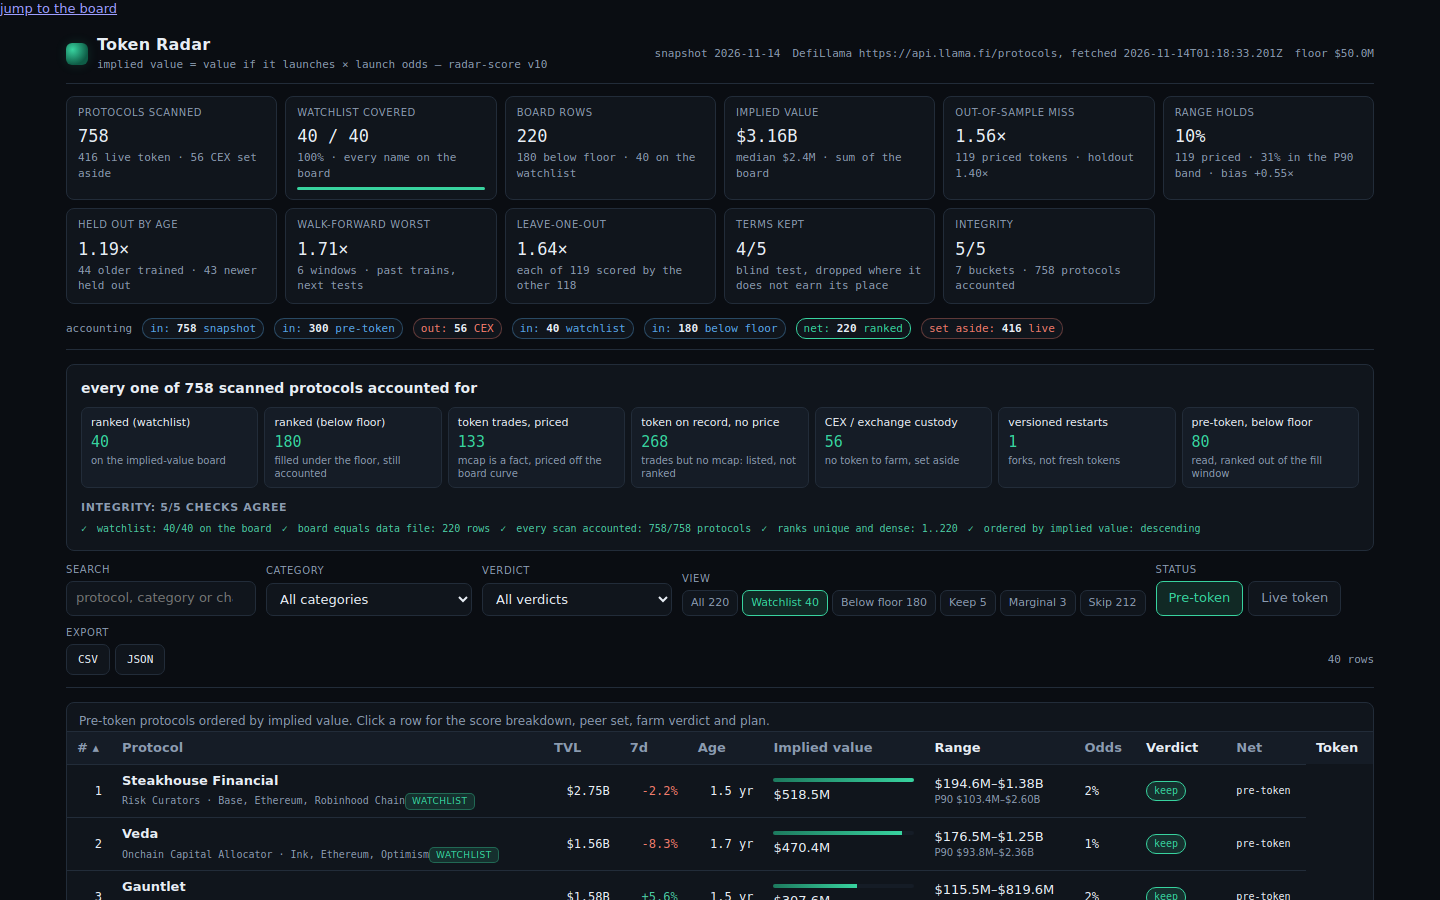 jump to the board
Token Radar
implied value = value if it launches × launch odds — radar-score v10
snapshot 2026-11-14 DefiLlama https://api.llama.fi/protocols, fetched 2026-11-14T01:18:33.201Z floor $50.0M
PROTOCOLS SCANNED
758
416 live token · 56 CEX set
aside
WATCHLIST COVERED
40 / 40
100% · every name on the
board
BOARD ROWS
220
180 below floor · 40 on the
watchlist
IMPLIED VALUE
$3.16B
median $2.4M · sum of the
board
OUT-OF-SAMPLE MISS
1.56×
119 priced tokens · holdout
1.40×
RANGE HOLDS
10%
119 priced · 31% in the P90
band · bias +0.55×
HELD OUT BY AGE
1.19×
44 older trained · 43 newer
held out
WALK-FORWARD WORST
1.71×
6 windows · past trains,
next tests
LEAVE-ONE-OUT
1.64×
each of 119 scored by the
other 118
TERMS KEPT
4/5
blind test, dropped where it
does not earn its place
INTEGRITY
5/5
7 buckets · 758 protocols
accounted
accounting in: 758 snapshot in: 300 pre-token out: 56 CEX in: 40 watchlist in: 180 below floor net: 220 ranked set aside: 416 live
every one of 758 scanned protocols accounted for
ranked (watchlist)
40
on the implied-value board
ranked (below floor)
180
filled under the floor, still
accounted
token trades, priced
133
mcap is a fact, priced off the
board curve
token on record, no price
268
trades but no mcap: listed, not
ranked
CEX / exchange custody
56
no token to farm, set aside
versioned restarts
1
forks, not fresh tokens
pre-token, below floor
80
read, ranked out of the fill
window
INTEGRITY: 5/5 CHECKS AGREE
✓ watchlist: 40/40 on the board ✓ board equals data file: 220 rows ✓ every scan accounted: 758/758 protocols ✓ ranks unique and dense: 1..220 ✓ ordered by implied value: descending
SEARCH
protocol, category or ch
CATEGORY
All categories
VERDICT
All verdicts
VIEW
All 220 Watchlist 40 Below floor 180 Keep 5 Marginal 3 Skip 212
STATUS
Pre-token Live token
EXPORT
CSV JSON
40 rows
Pre-token protocols ordered by implied value. Click a row for the score breakdown, peer set, farm verdict and plan.
# ▲ Protocol TVL 7d Age Implied value Range Odds Verdict Net Token
1 Steakhouse Financial $2.75B -2.2% 1.5 yr $518.5M $194.6M–$1.38B 2% keep pre-token
Risk Curators · Base, Ethereum, Robinhood Chain WATCHLIST P90 $103.4M–$2.60B
2 Veda $1.56B -8.3% 1.7 yr $470.4M $176.5M–$1.25B 1% keep pre-token
Onchain Capital Allocator · Ink, Ethereum, Optimism WATCHLIST P90 $93.8M–$2.36B
3 Gauntlet $1.58B +5.6% 1.5 yr $307.6M $115.5M–$819.6M 2% keep pre-token